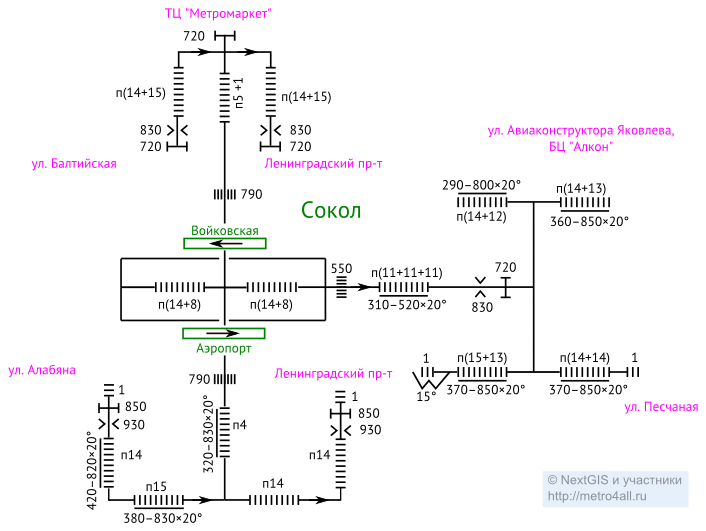 ТЦ "Метромаркет"
720
п(14+15)
п5 +1
п(14+15)
830
830
720
720
ул. Балтийская
Ленинградский пр-т
ул. Авиаконструктора Яковлева,
БЦ "Алкон"
790
290–800×20°
п(14+13)
п(14+12)
360–850×20°
Сокол
Войковская
550
п(11+11+11)
720
п(14+8)
п(14+8)
310–520×20°
830
Аэропорт
ул. Алабяна
790
Ленинградский пр-т
1
п(15+13)
п(14+14)
1
15°
370–850×20°
370–850×20°
ул. Песчаная
1
1
850
850
930
930
420–820×20°
п14
320–830×20°
п4
п14
п15
п14
380–830×20°
© NextGIS и участники
http://metro4all.ru